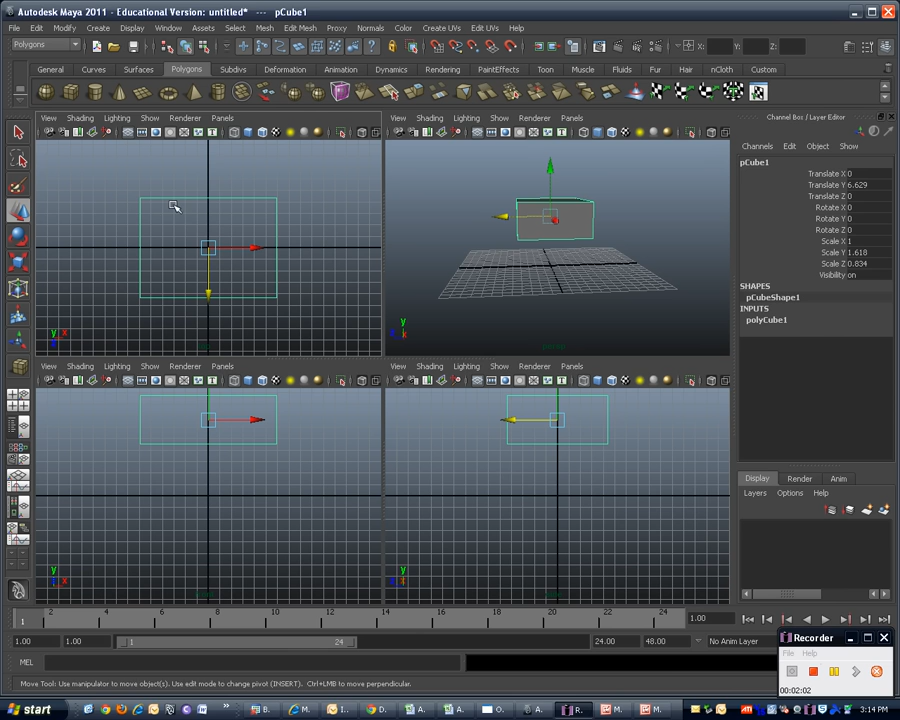 Autodesk Maya 2011 - Educational Version: untitled* --- pCube1
File Edit Modify Create Display Window Assets Select Mesh Edit Mesh Proxy Normals Color Create UVs Edit UVs Help
Polygons X: Y: Z:
General Curves Surfaces Polygons Subdivs Deformation Animation Dynamics Rendering PaintEffects Toon Muscle Fluids Fur Hair nCloth Custom
View Shading Lighting Show Renderer Panels
View Shading Lighting Show Renderer Panels
Channel Box / Layer Editor
Channels Edit Object Show
pCube1
Translate X 0
Translate Y 6.629
Translate Z 0
Rotate X 0
Rotate Y 0
Rotate Z 0
Scale X 1
Scale Y 1.618
Scale Z 0.834
Visibility on
SHAPES
pCubeShape1
INPUTS
polyCube1
y x
y
View Shading Lighting Show Renderer Panels
View Shading Lighting Show Renderer Panels
Display Render Anim
Layers Options Help
y
y
2 4 6 8 10 12 14 16 18 20 22 24
1 1.00
1.00 1.00 1 24 24.00 48.00 No Anim Layer
MEL
Move Tool: Use manipulator to move object(s). Use edit mode to change pivot (INSERT). Ctrl+LMB to move perpendicular.
Recorder
File Help
00:02:02
start B. M. I... D. A. A. O. A. R. M. M. 3:14 PM